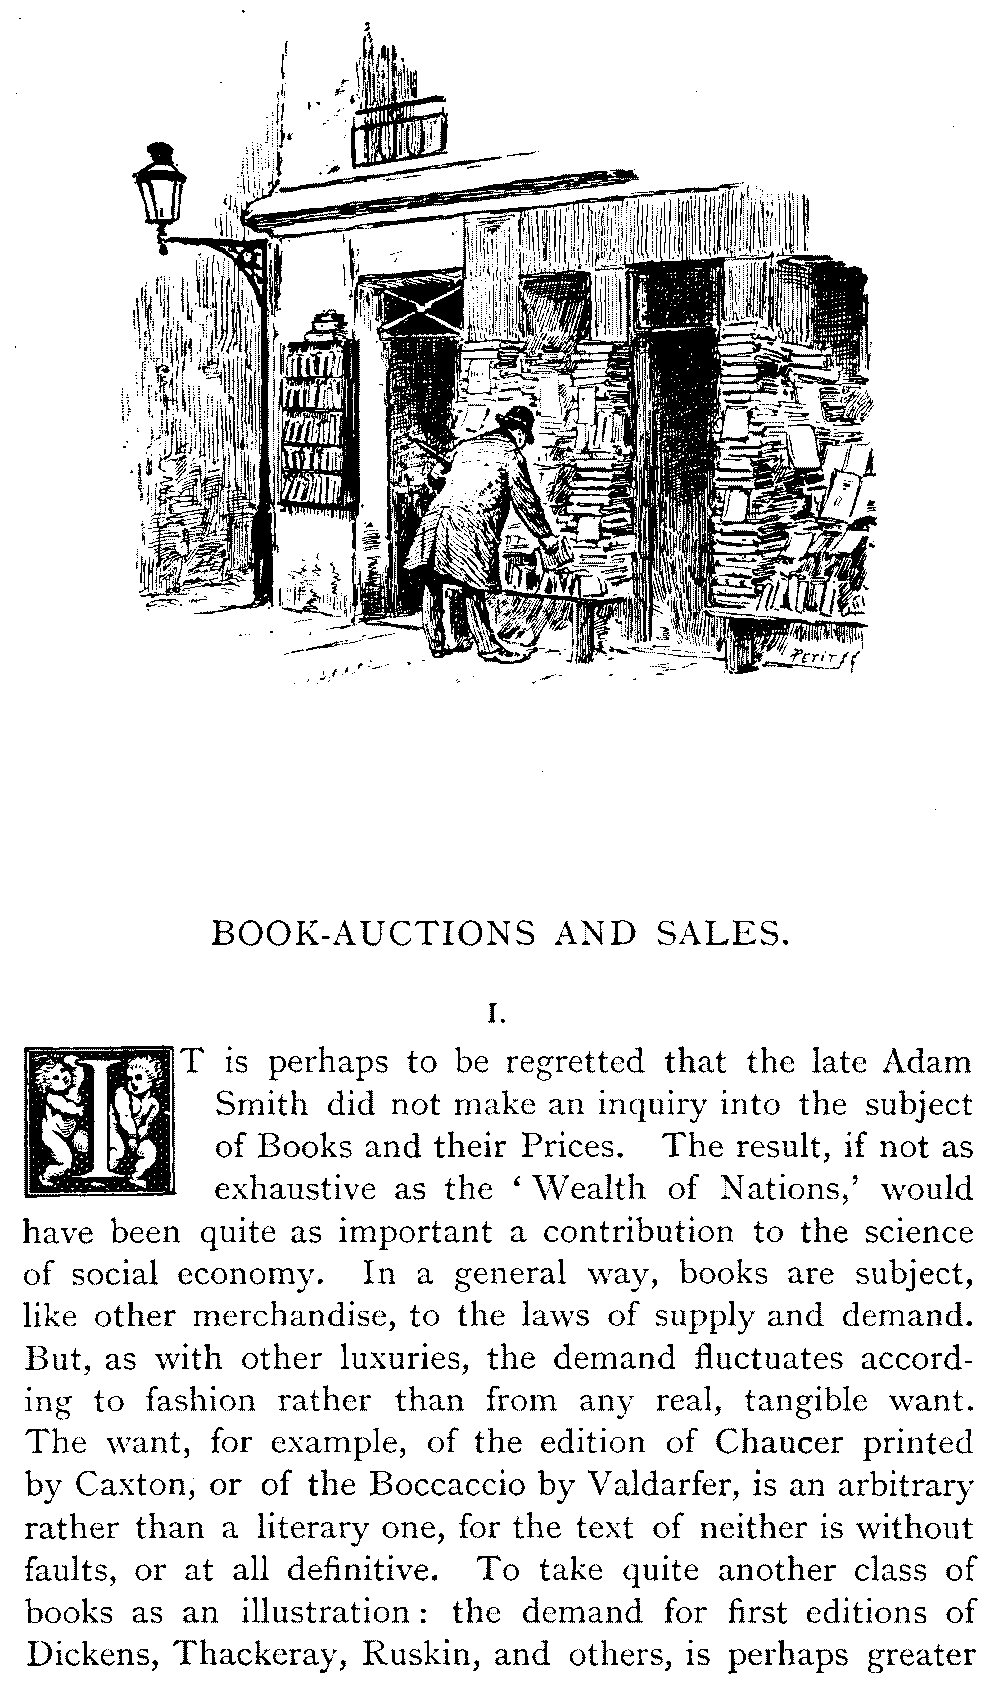 PETIT
BOOK-AUCTIONS AND SALES.
I.
IT is perhaps to be regretted that the late Adam
Smith did not make an inquiry into the subject
of Books and their Prices. The result, if not as
exhaustive as the ‘Wealth of Nations,’ would
have been quite as important a contribution to the science
of social economy. In a general way, books are subject,
like other merchandise, to the laws of supply and demand.
But, as with other luxuries, the demand fluctuates accord-
ing to fashion rather than from any real, tangible want.
The want, for example, of the edition of Chaucer printed
by Caxton, or of the Boccaccio by Valdarfer, is an arbitrary
rather than a literary one, for the text of neither is without
faults, or at all definitive. To take quite another class of
books as an illustration: the demand for first editions of
Dickens, Thackeray, Ruskin, and others, is perhaps greater